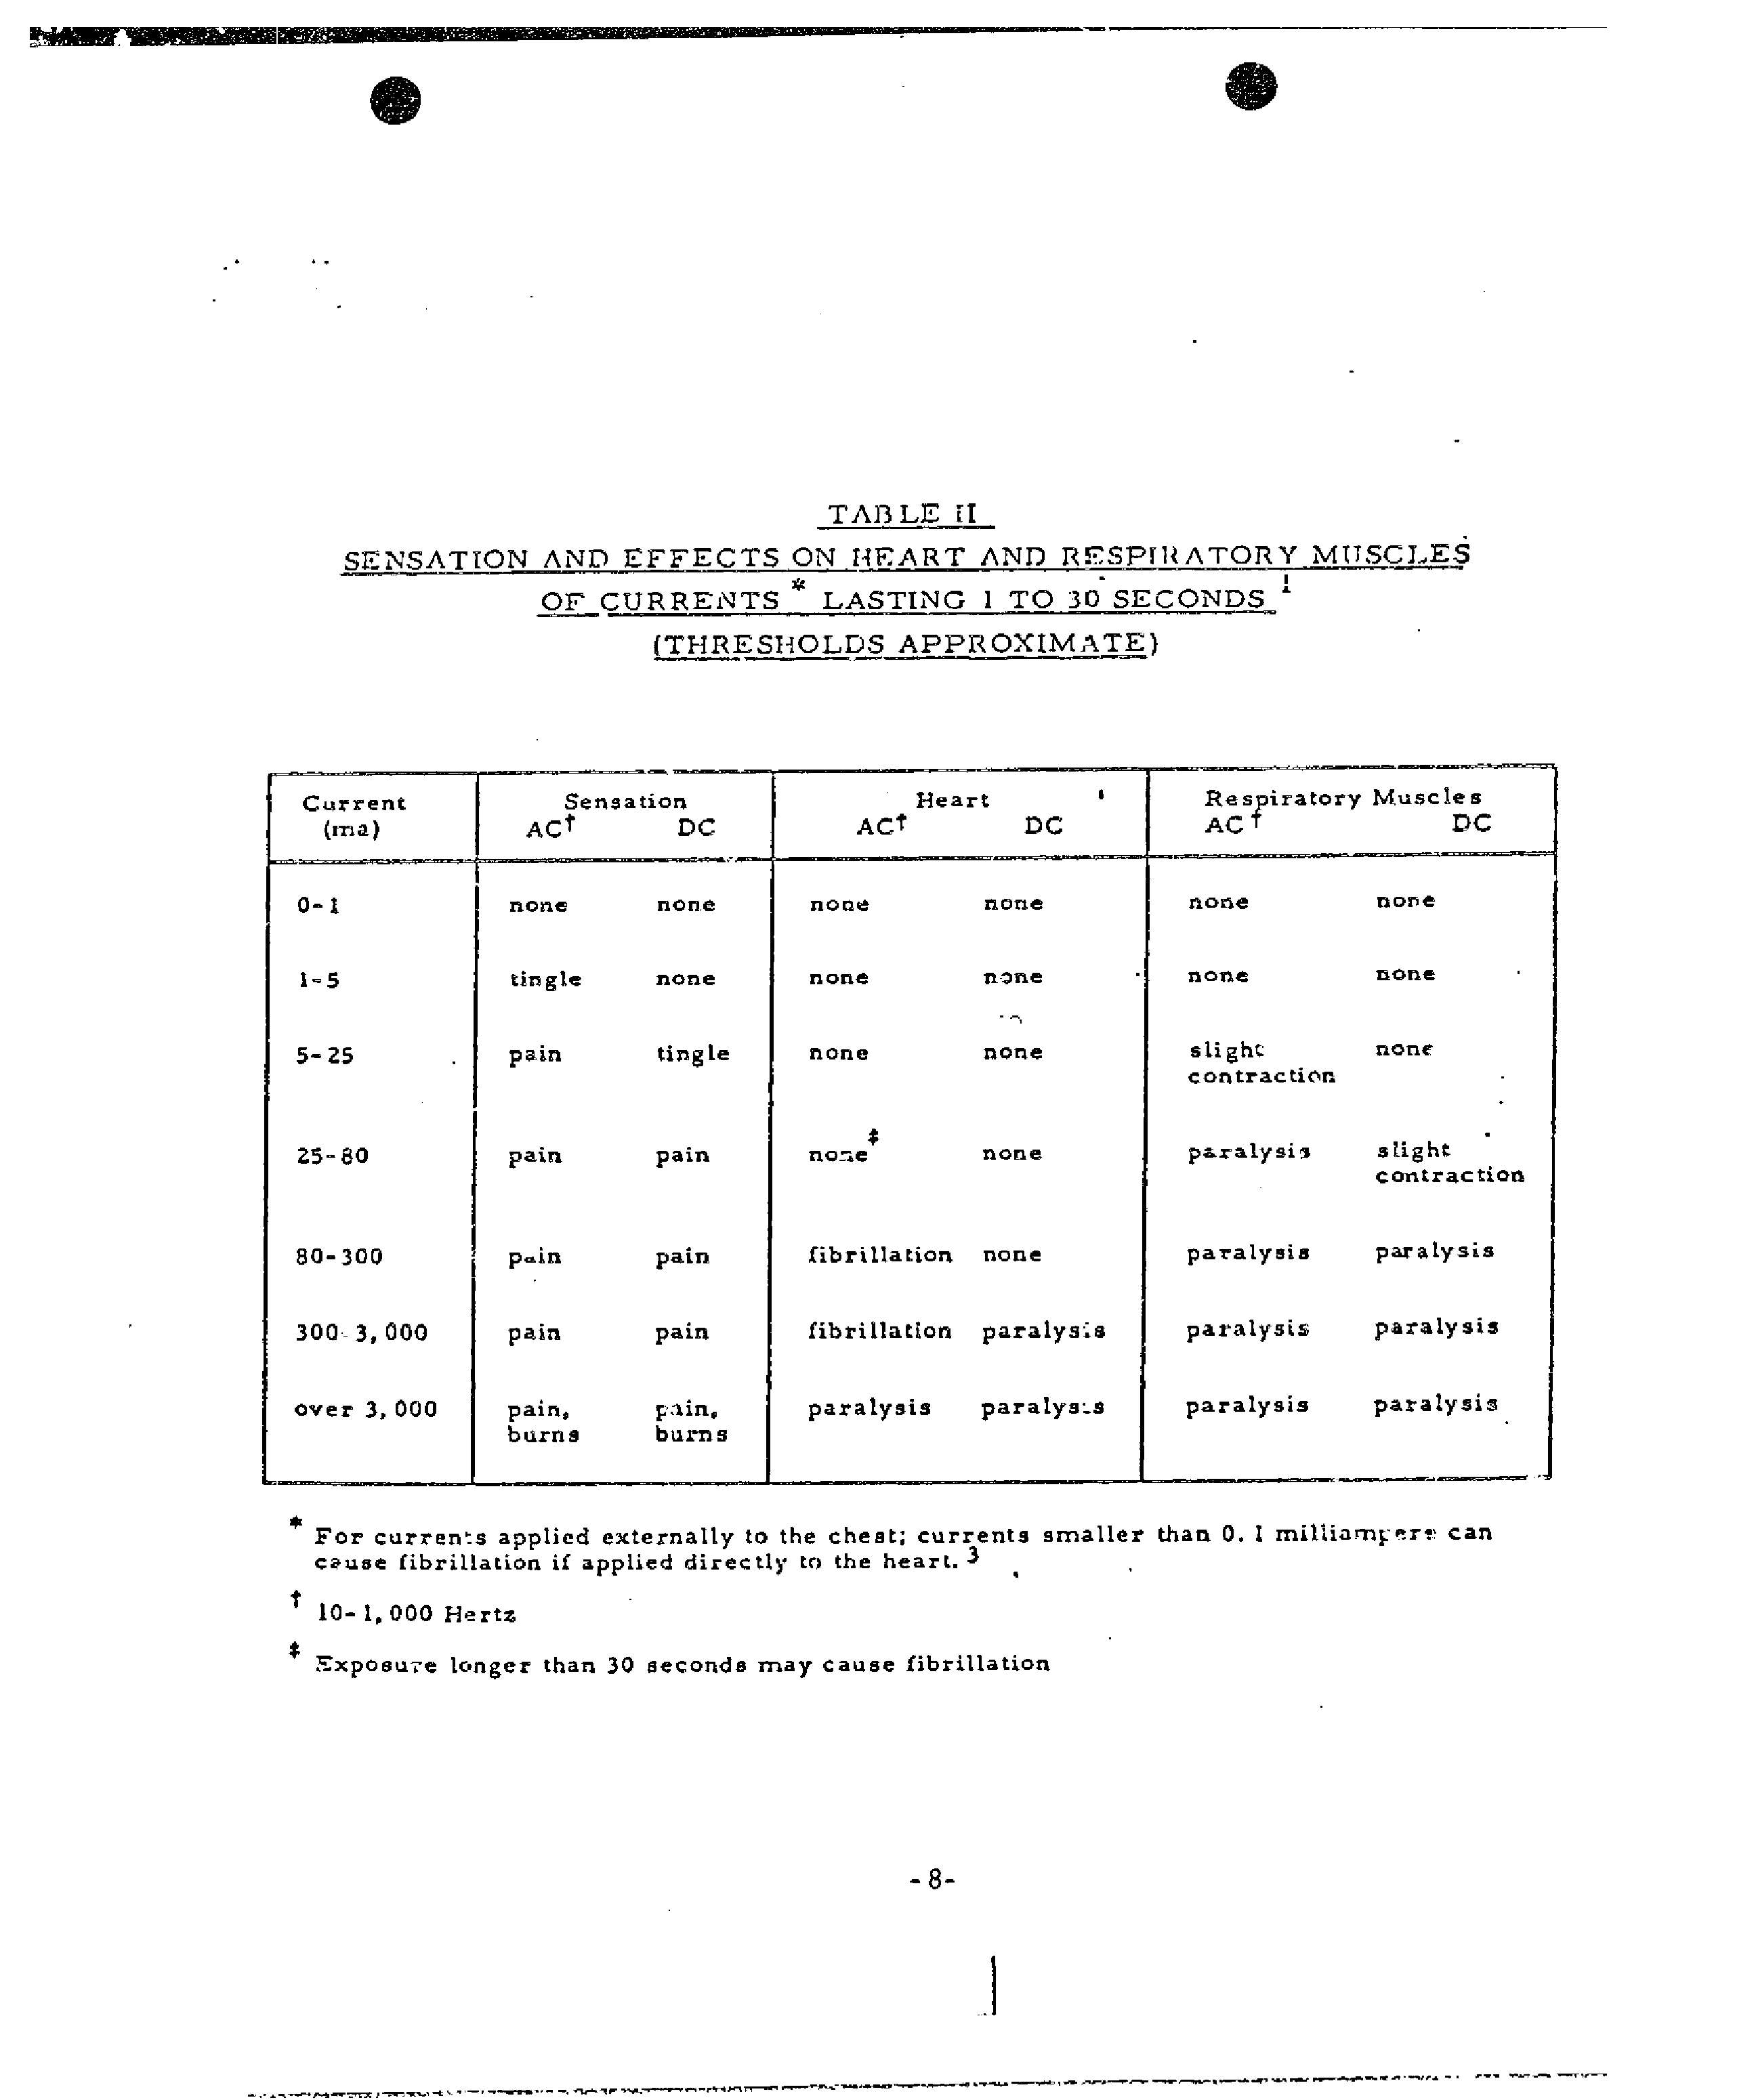 TABLE II
SENSATION AND EFFECTS ON HEART AND RESPIRATORY MUSCLES
OF CURRENTS * LASTING 1 TO 30 SECONDS 1
(THRESHOLDS APPROXIMATE)
Current Sensation Heart Respiratory Muscles
(ma) AC† DC AC† DC AC† DC
0-1 none none none none none none
1-5 tingle none none none none none
5-25 pain tingle none none slight none
contraction
25-80 pain pain none‡ none paralysis slight
contraction
80-300 pain pain fibrillation none paralysis paralysis
300-3,000 pain pain fibrillation paralysis paralysis paralysis
over 3,000 pain, pain, paralysis paralysis paralysis paralysis
burns burns
* For currents applied externally to the chest; currents smaller than 0.1 milliampere can
cause fibrillation if applied directly to the heart. 3
† 10-1,000 Hertz
‡ Exposure longer than 30 seconds may cause fibrillation
-8-